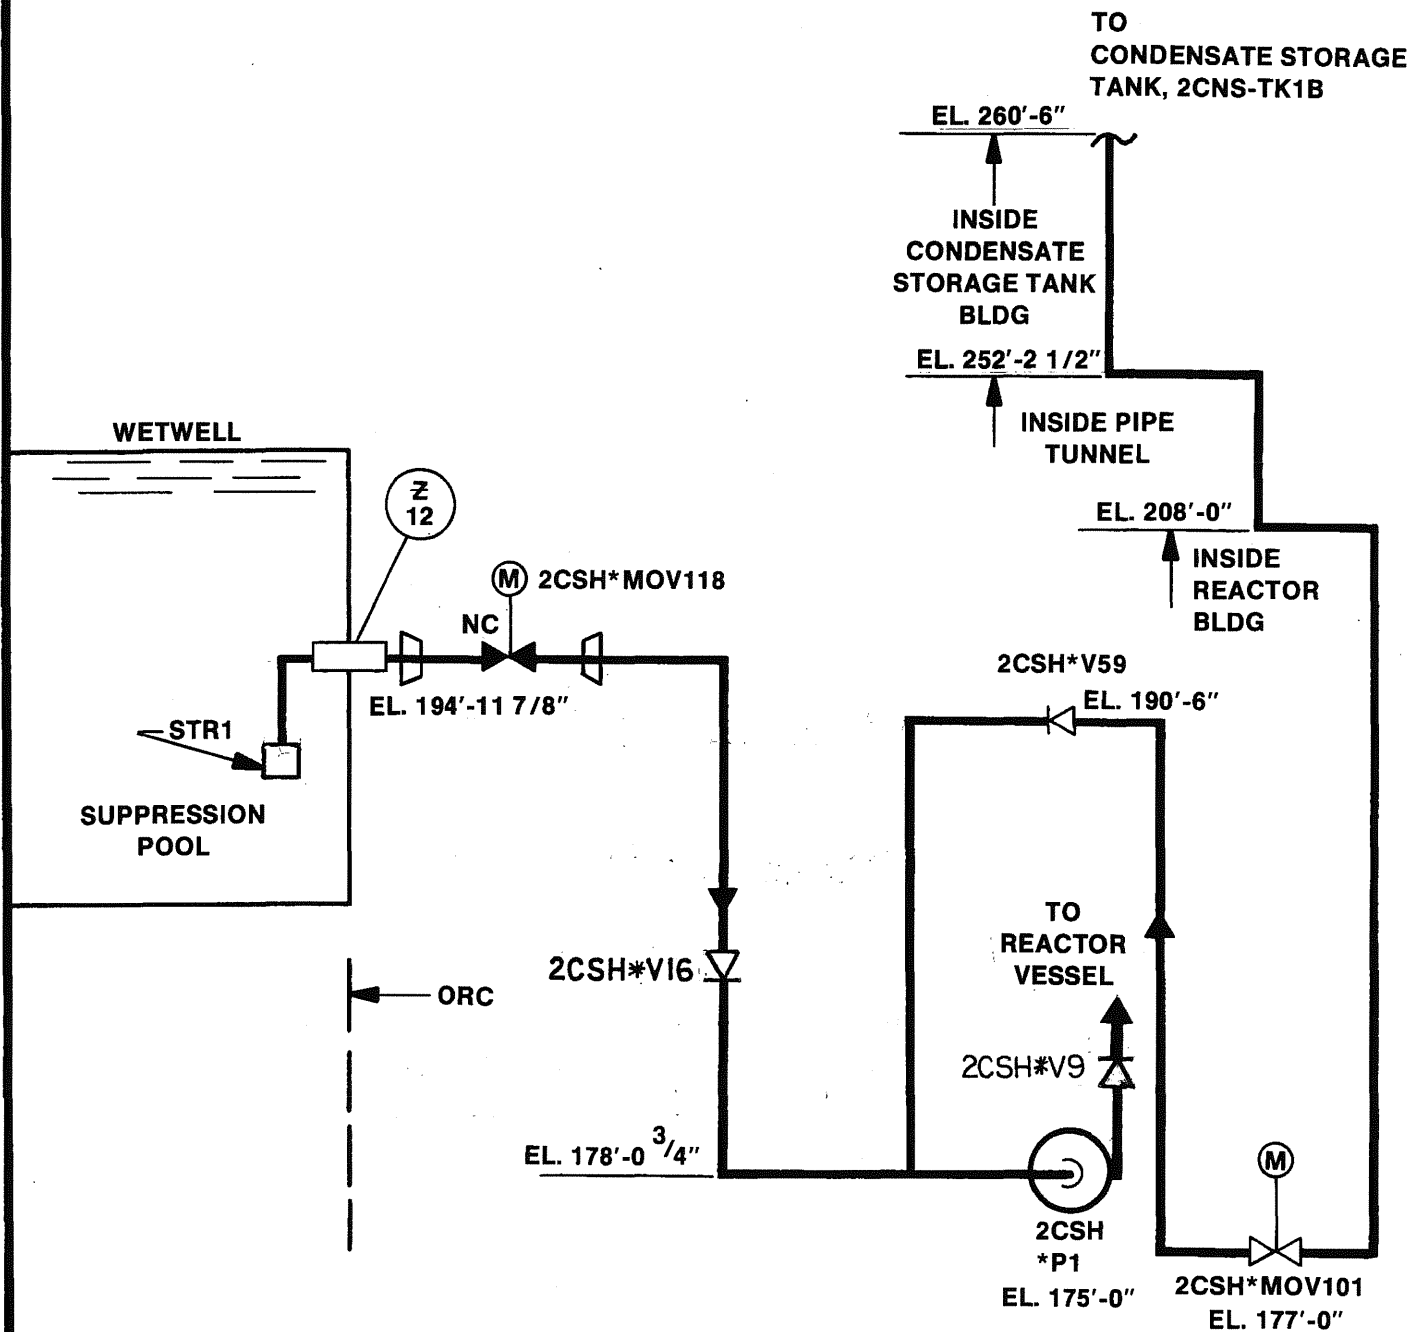 TO
CONDENSATE STORAGE
TANK, 2CNS-TK1B
EL. 260'-6"
INSIDE
CONDENSATE
STORAGE TANK
BLDG
EL. 252'-2 1/2"
INSIDE PIPE
TUNNEL
WETWELL
Z
12
EL. 208'-0"
INSIDE
REACTOR
BLDG
M
2CSH*MOV118
NC
2CSH*V59
EL. 190'-6"
EL. 194'-11 7/8"
STR1
SUPPRESSION
POOL
TO
REACTOR
VESSEL
2CSH*V16
ORC
2CSH*V9
EL. 178'-0 3/4"
M
2CSH
*P1
EL. 175'-0"
2CSH*MOV101
EL. 177'-0"